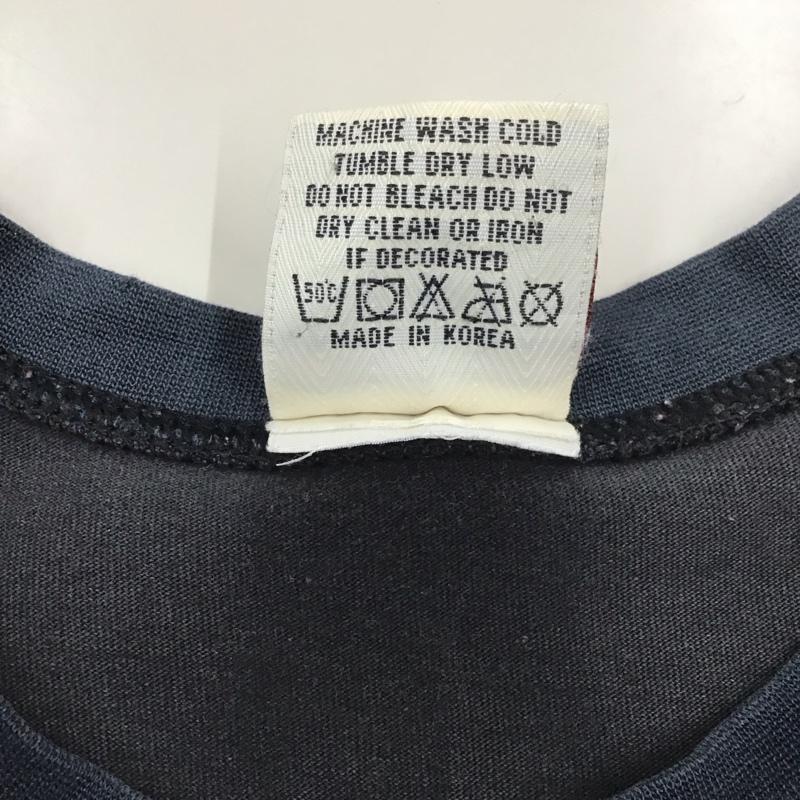 MACHINE WASH COLD
TUMBLE DRY LOW
DO NOT BLEACH DO NOT
DRY CLEAN OR IRON
IF DECORATED
50°C
MADE IN KOREA